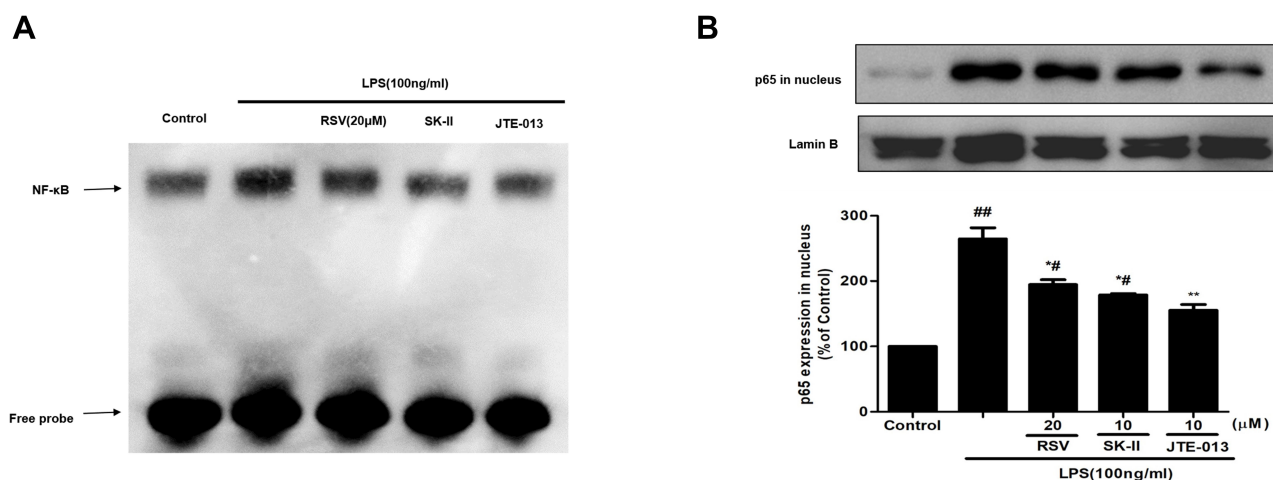 A
LPS(100ng/ml)
Control
RSV(20μM)
SK-II
JTE-013
NF-κB
Free probe
B
p65 in nucleus
Lamin B
p65 expression in nucleus
(% of Control)
300
200
100
0
##
*#
*#
**
Control
20
10
10
(μM)
RSV
SK-II
JTE-013
LPS(100ng/ml)